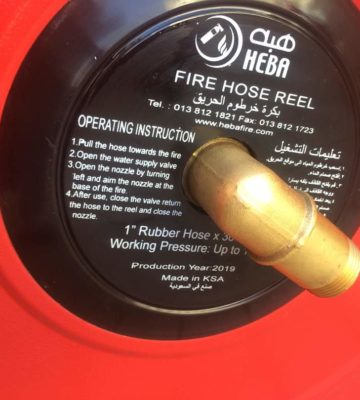 هبه
HEBA
FIRE HOSE REEL
بكرة خرطوم الحريق
Tel. : 013 812 1821 Fax: 013 812 1723
www.hebafire.com
OPERATING INSTRUCTION
1.Pull the hose towards the fire
2.Open the water supply valve
3.Open the nozzle by turning
left and aim the nozzle at the
base of fire.
4.After use, close the valve return
the hose to the reel and close the
nozzle.
تعليمات التشغيل
1" Rubber Hose x
Working Pressure: Up to
Production Year:2019
Made in KSA
صنع في السعودية